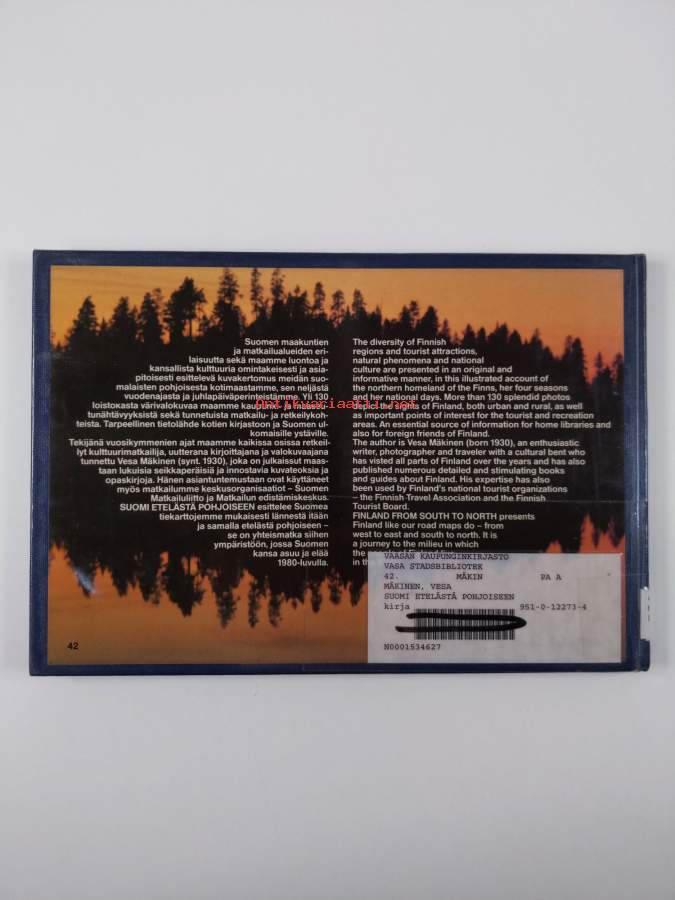 Suomen maakuntien
ja matkailualueiden eri-
laisuutta sekä maamme luontoa ja
kansallista kulttuuria omintakeisesti ja asia-
pitoisesti esittelevä kuvakertomus meidän suo-
malaisten pohjoisesta kotimaastamme, sen neljästä
vuodenajasta ja juhlapäiväperinteistämme. Yli 130
loistokasta värivalokuvaa maamme kaupunki- ja maaseu-
tunähtävyyksistä sekä tunnetuista matkailu- ja retkeilykoh-
teista. Tarpeellinen tietolähde kotien kirjastoon ja Suomen ul-
komaisille ystäville.
Tekijänä vuosikymmenien ajat maamme kaikissa osissa retkeil-
lyt kulttuurimatkailija, uutterana kirjoittajana ja valokuvaajana
tunnettu Vesa Mäkinen (synt. 1930), joka on julkaissut maas-
taan lukuisia seikkaperäisiä ja innostavia kuvateoksia ja
opaskirjoja. Hänen asiantuntemustaan ovat käyttäneet
myös matkailumme keskusorganisaatiot – Suomen
Matkailuliitto ja Matkailun edistämiskeskus.
SUOMI ETELÄSTÄ POHJOISEEN esittelee Suomea
tiekarttojemme mukaisesti lännestä itään
ja samalla etelästä pohjoiseen –
se on yhteismatka siihen
ympäristöön, jossa Suomen
kansa asuu ja elää
1980-luvulla.
The diversity of Finnish
regions and tourist attractions,
natural phenomena and national
culture are presented in an original and
informative manner, in this illustrated account of
the northern homeland of the Finns, her four seasons
and her national days. More than 130 splendid photos
depict the sights of Finland, both urban and rural, as well
as important points of interest for the tourist and recreation
areas. An essential source of information for home libraries and
also for foreign friends of Finland.
The author is Vesa Mäkinen (born 1930), an enthusiastic
writer, photographer and traveler with a cultural bent who
has visted all parts of Finland over the years and has also
published numerous detailed and stimulating books
and guides about Finland. His expertise has also
been used by Finland's national tourist organizations
– the Finnish Travel Association and the Finnish
Tourist Board.
FINLAND FROM SOUTH TO NORTH presents
Finland like our road maps do – from
west to east and south to north. It is
a journey to the milieu in which
the
in the
antikvariaatti.net
VAASAN KAUPUNGINKIRJASTO
VASA STADSBIBLIOTEK
42. MÄKIN PA A
MÄKINEN, VESA
SUOMI ETELÄSTÄ POHJOISEEN
kirja 951-0-12273-4
N0001534627
42